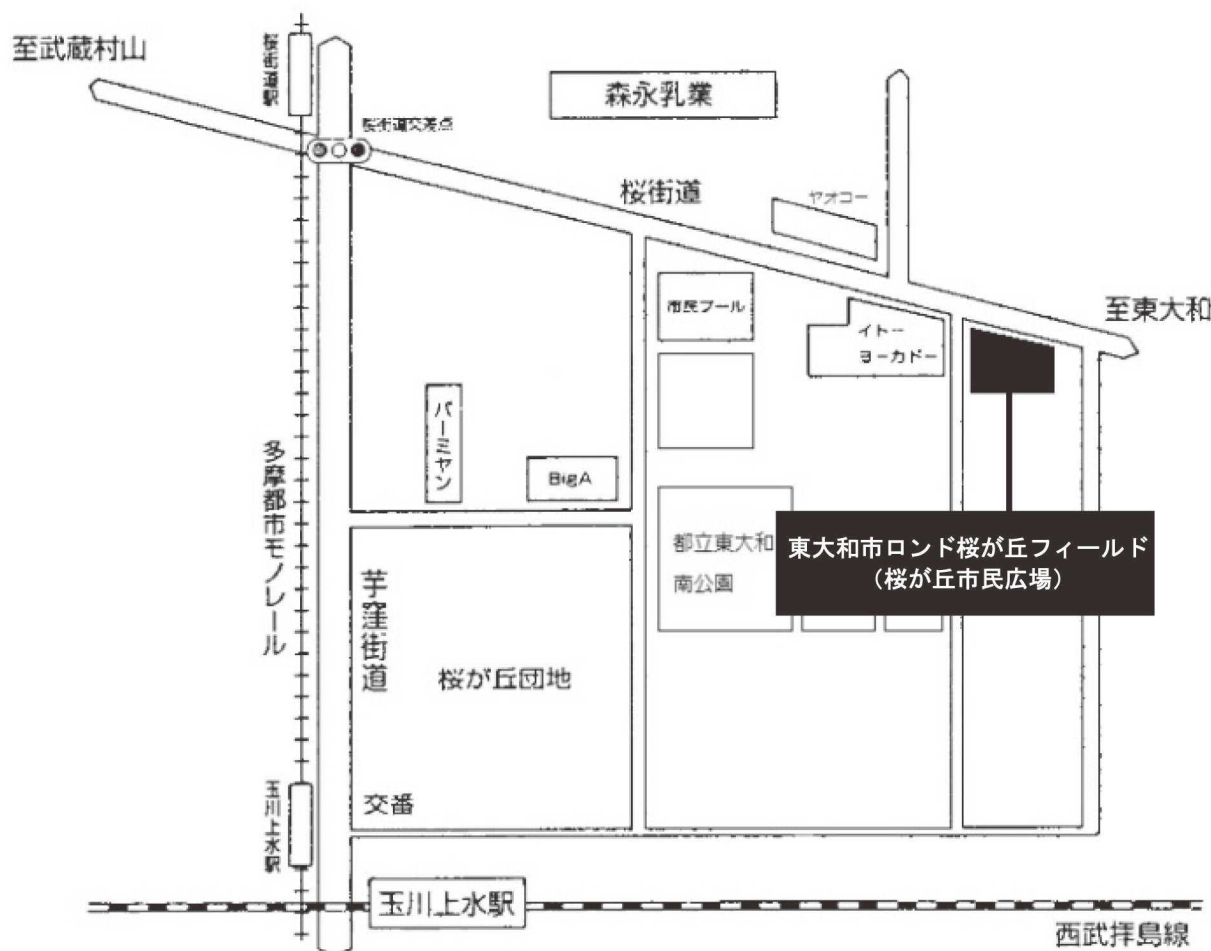 至武蔵村山
桜街道駅
森永乳業
桜街道交差点
桜街道
ヤオコー
至東大和
市民プール
イトー
ヨーカドー
バーミヤン
BigA
多摩都市モノレール
都立東大和
南公園
東大和市ロンド桜が丘フィールド
（桜が丘市民広場）
芋窪街道
桜が丘団地
交番
玉川上水駅
玉川上水駅
西武拝島線